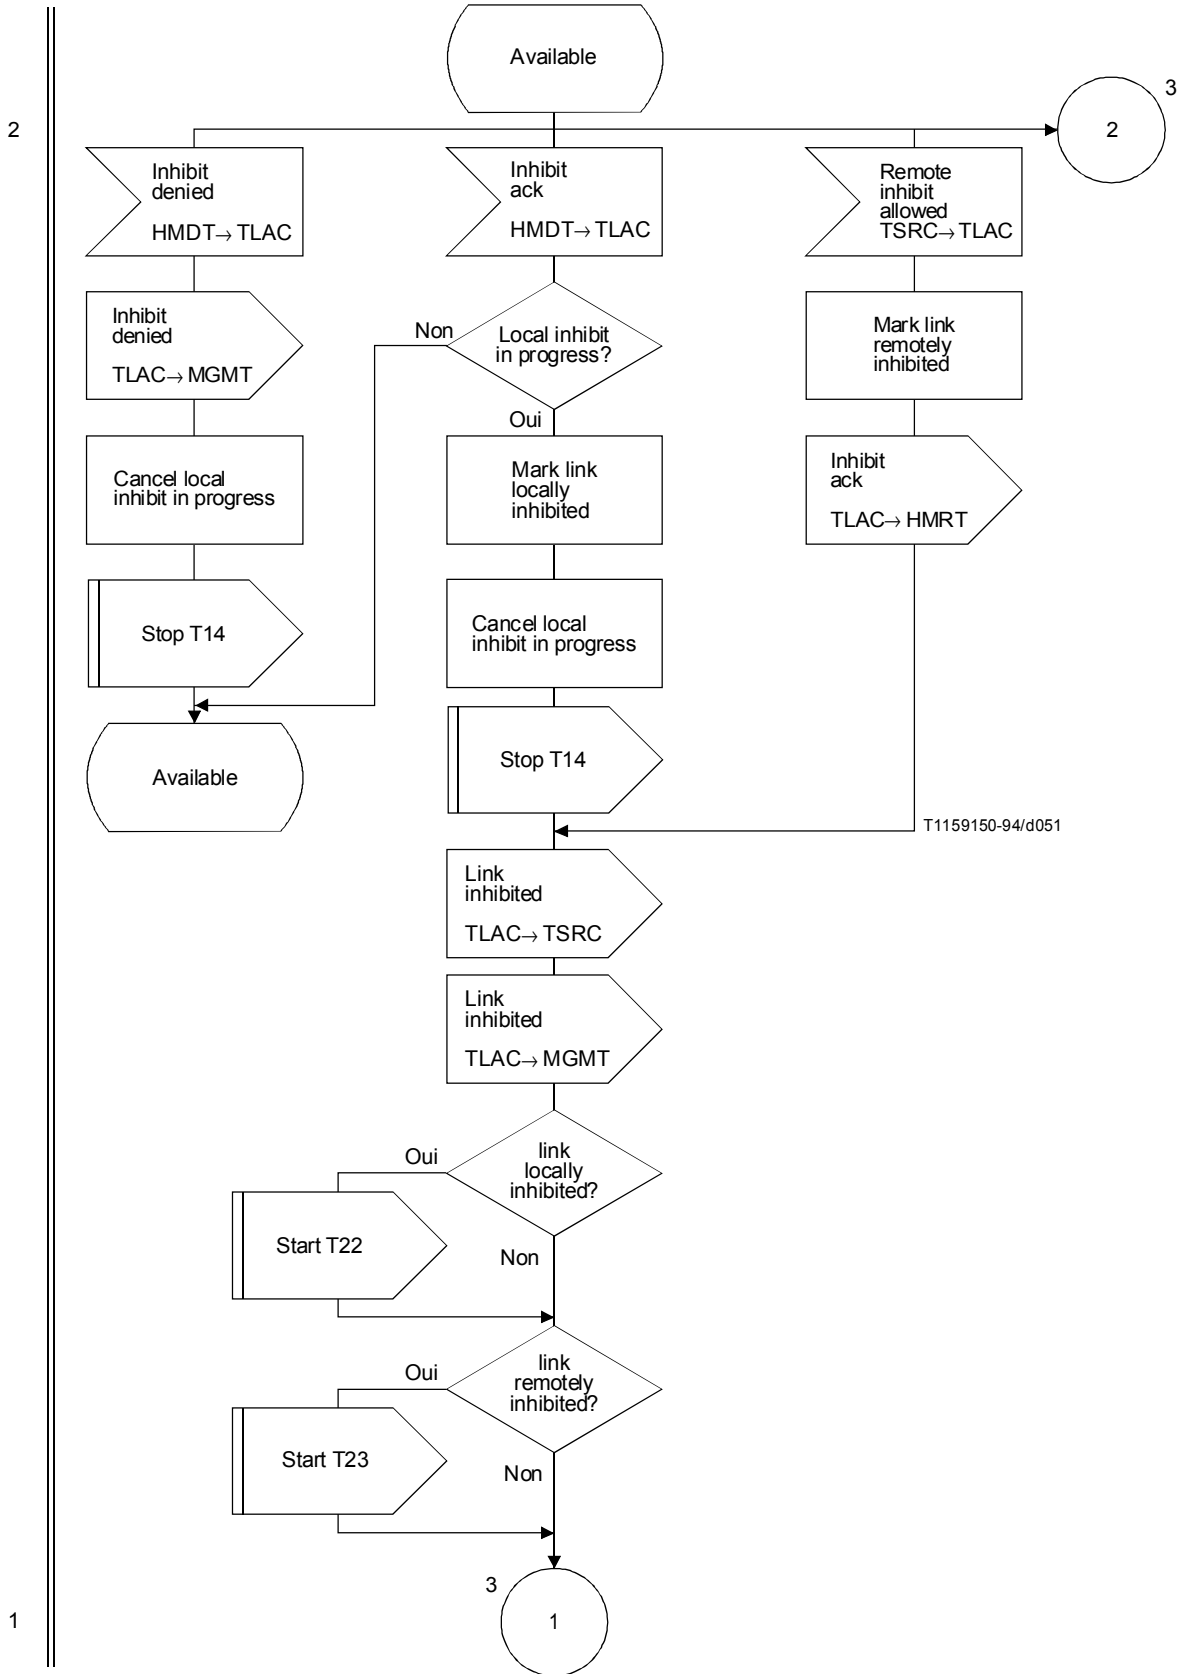 Available
3
2
2
Inhibit
denied
HMDT→TLAC
Inhibit
ack
HMDT→TLAC
Remote
inhibit
allowed
TSRC→TLAC
Inhibit
denied
TLAC→MGMT
Non
Local inhibit
in progress?
Oui
Mark link
remotely
inhibited
Cancel local
inhibit in progress
Mark link
locally
inhibited
Inhibit
ack
TLAC→HMRT
Stop T14
Cancel local
inhibit in progress
Available
Stop T14
T1159150-94/d051
Link
inhibited
TLAC→TSRC
Link
inhibited
TLAC→MGMT
Oui
link
locally
inhibited?
Start T22
Non
Oui
link
remotely
inhibited?
Start T23
Non
3
1
1